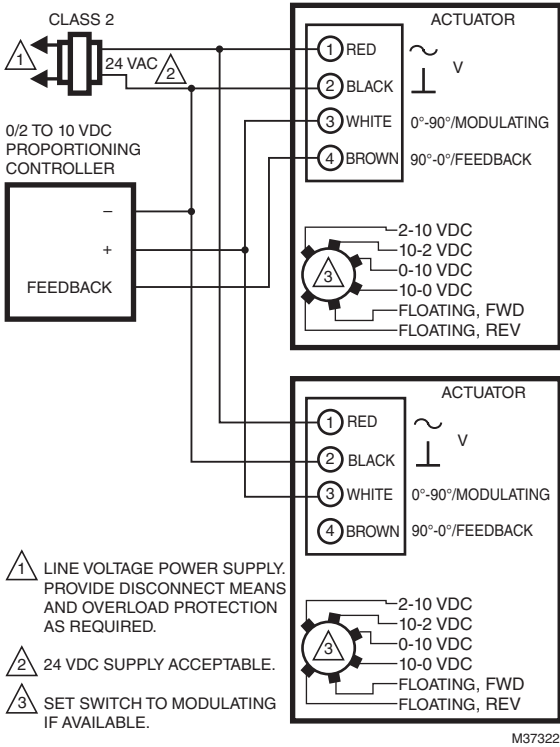 CLASS 2
1
24 VAC
2
0/2 TO 10 VDC
PROPORTIONING
CONTROLLER
–
+
FEEDBACK
ACTUATOR
1 RED
V
2 BLACK
3 WHITE 0°-90°/MODULATING
4 BROWN 90°-0°/FEEDBACK
3
2-10 VDC
10-2 VDC
0-10 VDC
10-0 VDC
FLOATING, FWD
FLOATING, REV
ACTUATOR
1 RED
V
2 BLACK
3 WHITE 0°-90°/MODULATING
4 BROWN 90°-0°/FEEDBACK
3
2-10 VDC
10-2 VDC
0-10 VDC
10-0 VDC
FLOATING, FWD
FLOATING, REV
1 LINE VOLTAGE POWER SUPPLY.
PROVIDE DISCONNECT MEANS
AND OVERLOAD PROTECTION
AS REQUIRED.
2 24 VDC SUPPLY ACCEPTABLE.
3 SET SWITCH TO MODULATING
IF AVAILABLE.
M37322